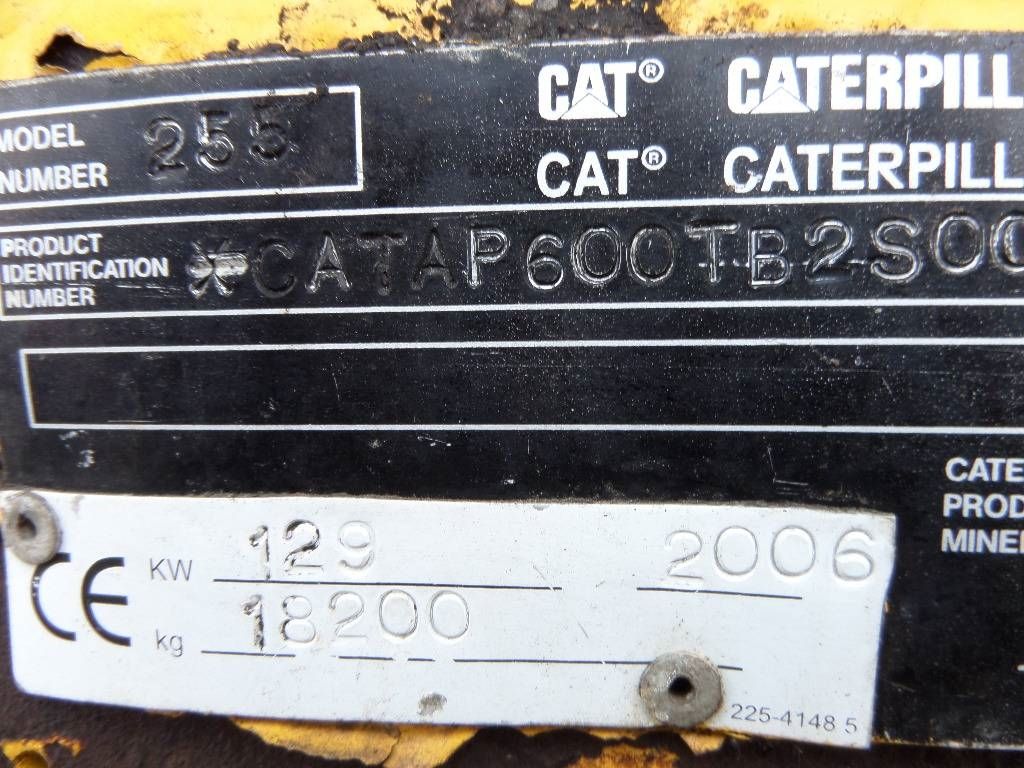 CAT® CATERPILL
MODEL NUMBER 255
CAT® CATERPILL
PRODUCT IDENTIFICATION NUMBER *CATAP600TB2S00
CATE
PROD
MINE
CE KW 129 2006
kg 18200
225-4148 5